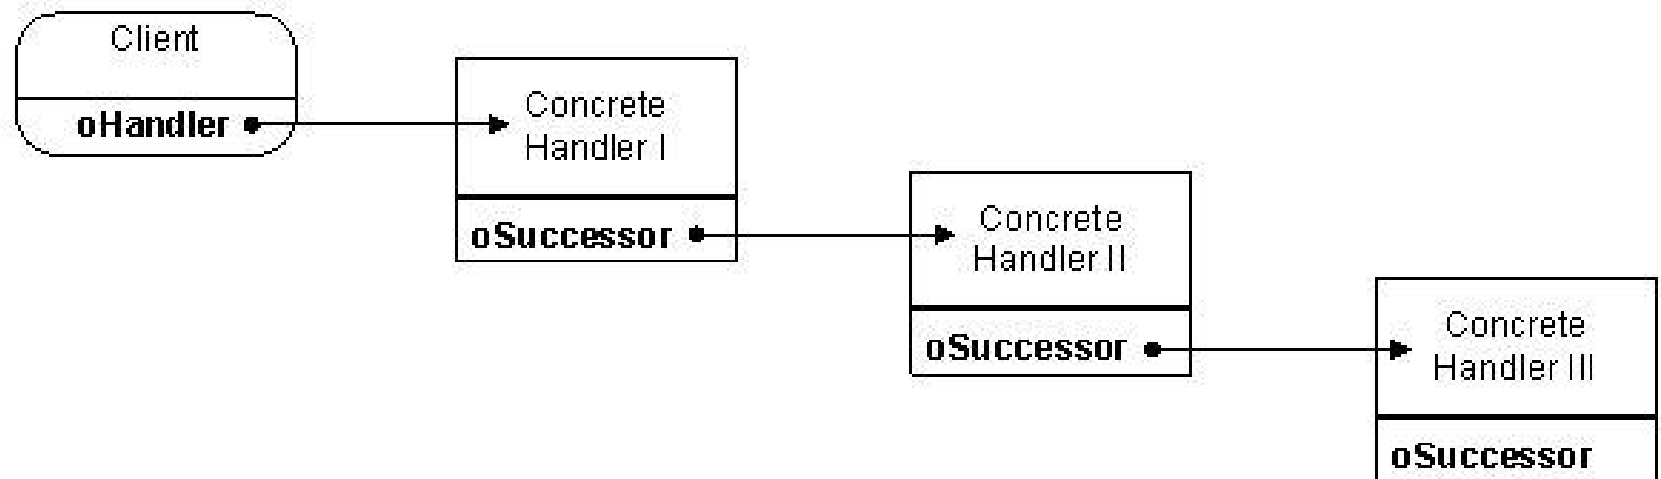 Client
oHandler
Concrete
Handler I
oSuccessor
Concrete
Handler II
oSuccessor
Concrete
Handler III
oSuccessor